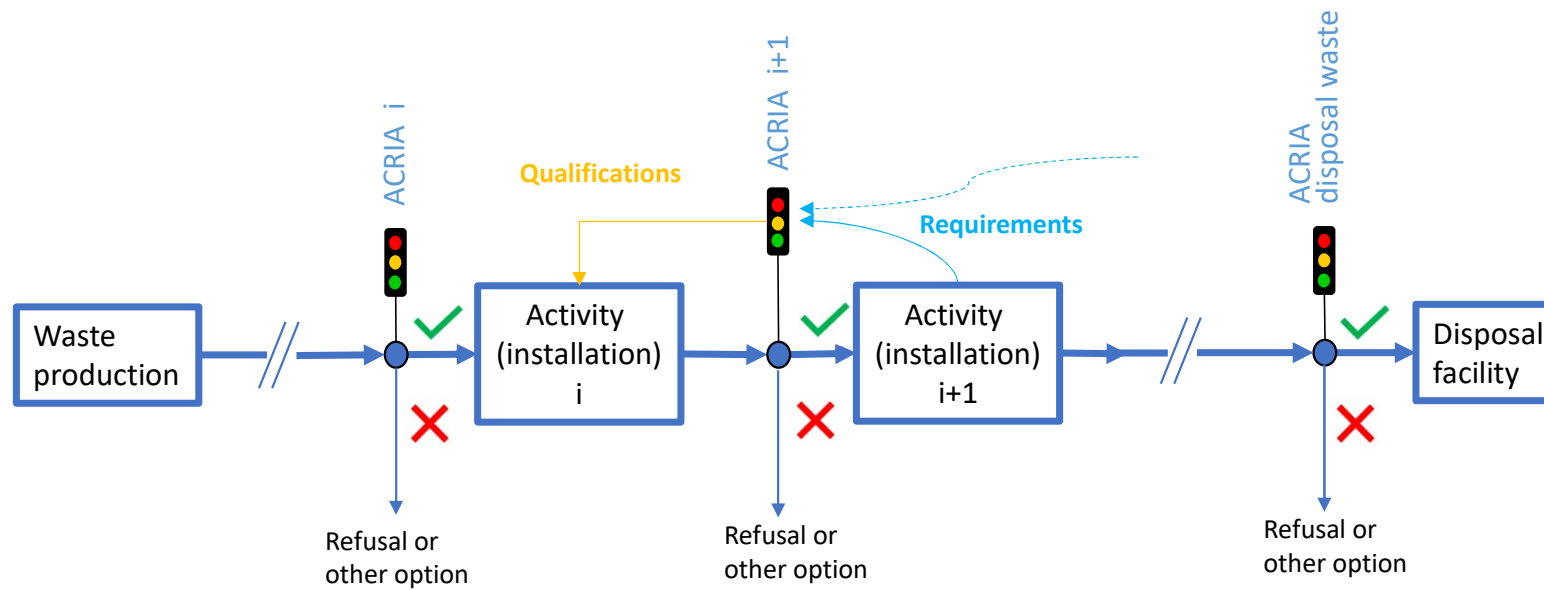 ACRIA i
ACRIA i+1
ACRIA
disposal waste
Qualifications
Requirements
Waste
production
Activity
(installation)
i
Activity
(installation)
i+1
Disposal
facility
Refusal or
other option
Refusal or
other option
Refusal or
other option